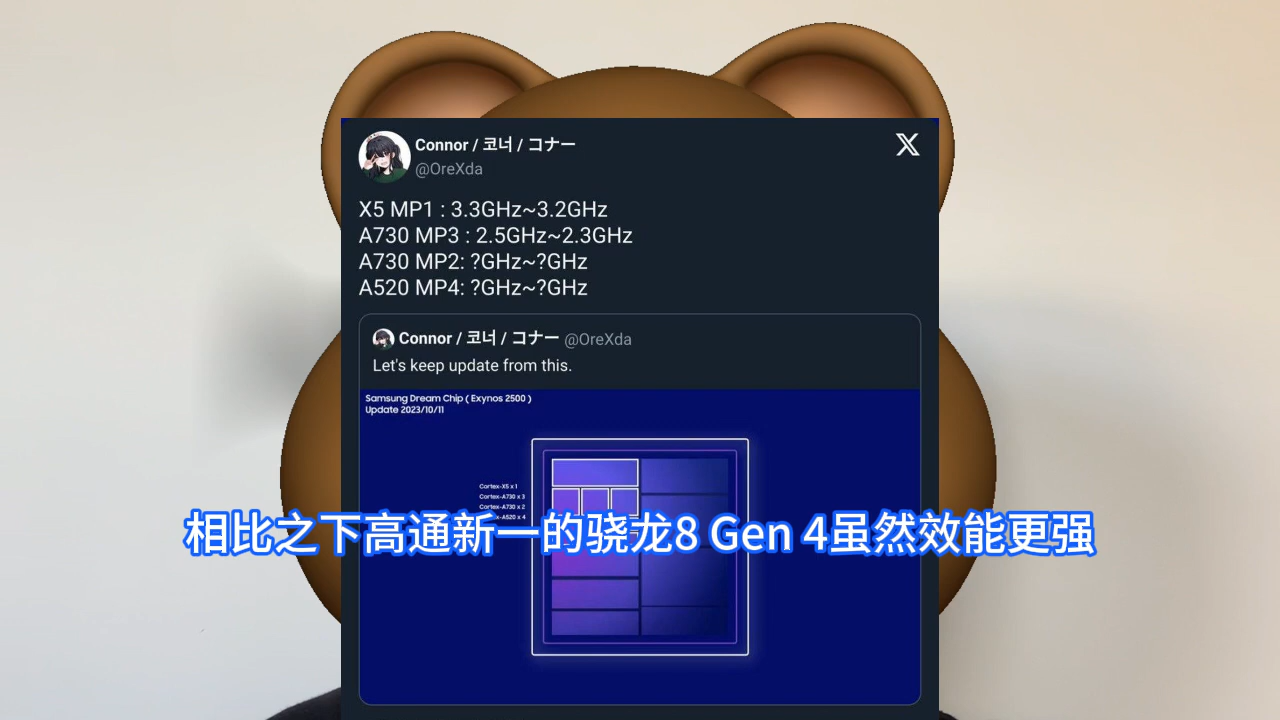 Connor / 코너 / コナー
@OreXda
X5 MP1 : 3.3GHz~3.2GHz
A730 MP3 : 2.5GHz~2.3GHz
A730 MP2: ?GHz~?GHz
A520 MP4: ?GHz~?GHz
Connor / 코너 / コナー @OreXda
Let's keep update from this.
Samsung Dream Chip ( Exynos 2500 )
Update 2023/10/11
Cortex-X5 x 1
Cortex-A730 x 3
Cortex-A730 x 2
x-A520 x 4
相比之下高通新一的骁龙8 Gen 4虽然效能更强